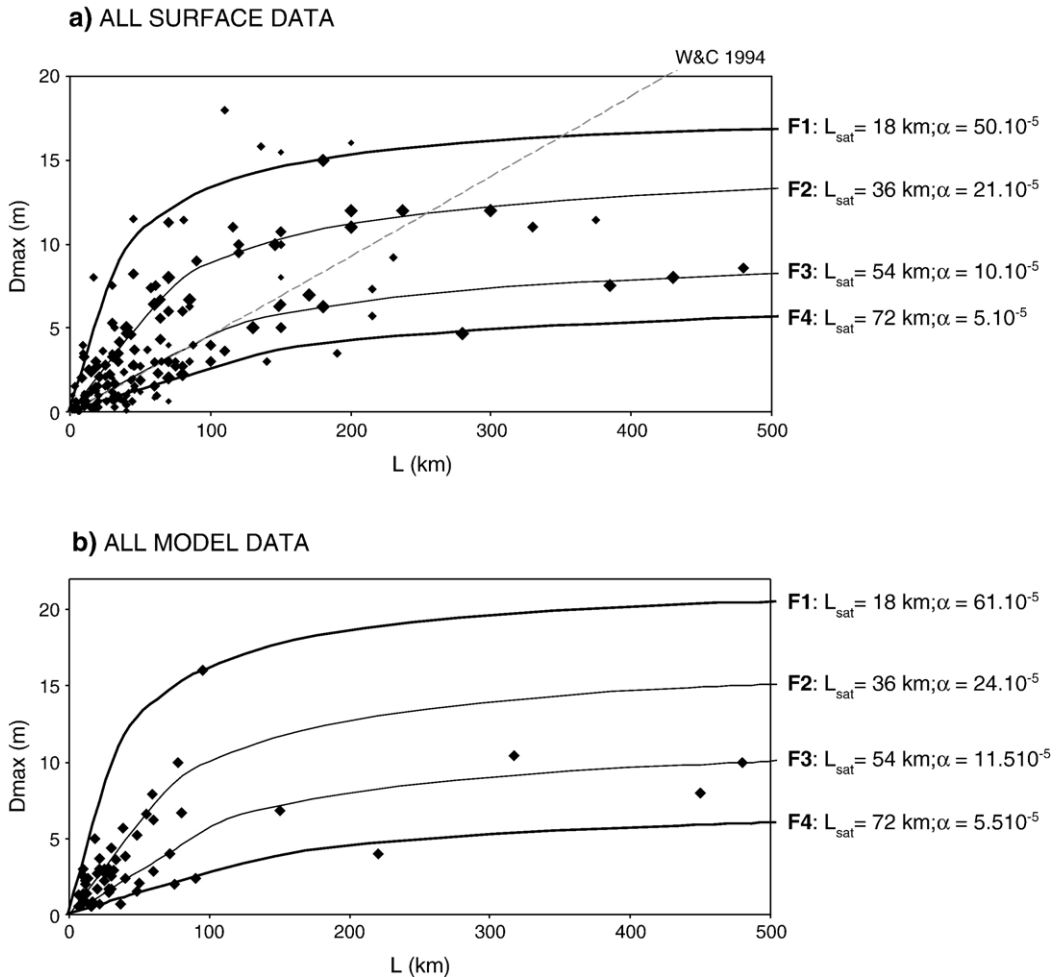 a) ALL SURFACE DATA
W&C 1994
20
15
10
5
0
Dmax (m)
0 100 200 300 400 500
L (km)
F1: Lsat= 18 km;α = 50.10-5
F2: Lsat= 36 km;α = 21.10-5
F3: Lsat= 54 km;α = 10.10-5
F4: Lsat= 72 km;α = 5.10-5
b) ALL MODEL DATA
20
15
10
5
0
Dmax (m)
0 100 200 300 400 500
L (km)
F1: Lsat= 18 km;α = 61.10-5
F2: Lsat= 36 km;α = 24.10-5
F3: Lsat= 54 km;α = 11.510-5
F4: Lsat= 72 km;α = 5.510-5